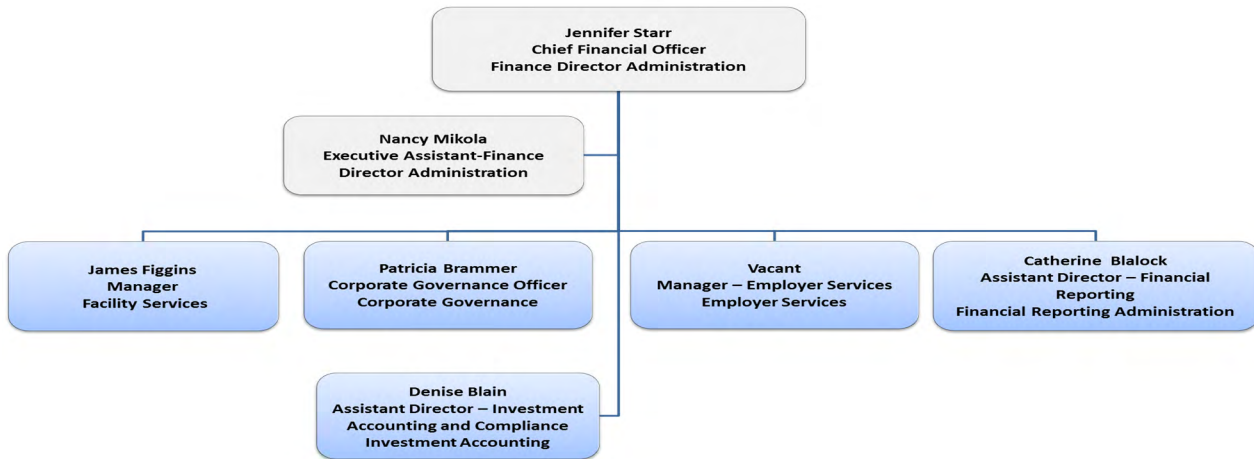 Jennifer Starr
Chief Financial Officer
Finance Director Administration
Nancy Mikola
Executive Assistant-Finance
Director Administration
James Figgins
Manager
Facility Services
Patricia Brammer
Corporate Governance Officer
Corporate Governance
Vacant
Manager – Employer Services
Employer Services
Catherine Blalock
Assistant Director – Financial
Reporting
Financial Reporting Administration
Denise Blain
Assistant Director – Investment
Accounting and Compliance
Investment Accounting